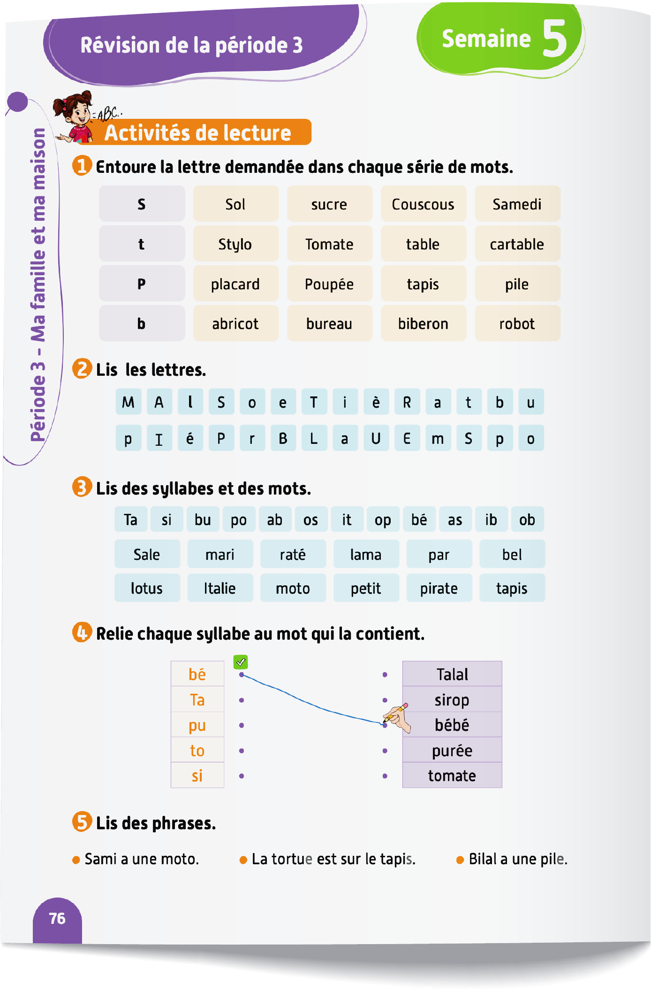 Révision de la période 3
Semaine 5
Période 3 - Ma famille et ma maison
ABC..
Activités de lecture
1 Entoure la lettre demandée dans chaque série de mots.
S Sol sucre Couscous Samedi
t Stylo Tomate table cartable
P placard Poupée tapis pile
b abricot bureau biberon robot
2 Lis les lettres.
M A l S o e T i è R a t b u
p I é P r B L a U E m S p o
3 Lis des syllabes et des mots.
Ta si bu po ab os it op bé as ib ob
Sale mari raté lama par bel
lotus Italie moto petit pirate tapis
4 Relie chaque syllabe au mot qui la contient.
bé Talal
Ta sirop
pu bébé
to purée
si tomate
5 Lis des phrases.
• Sami a une moto. • La tortue est sur le tapis. • Bilal a une pile.
76